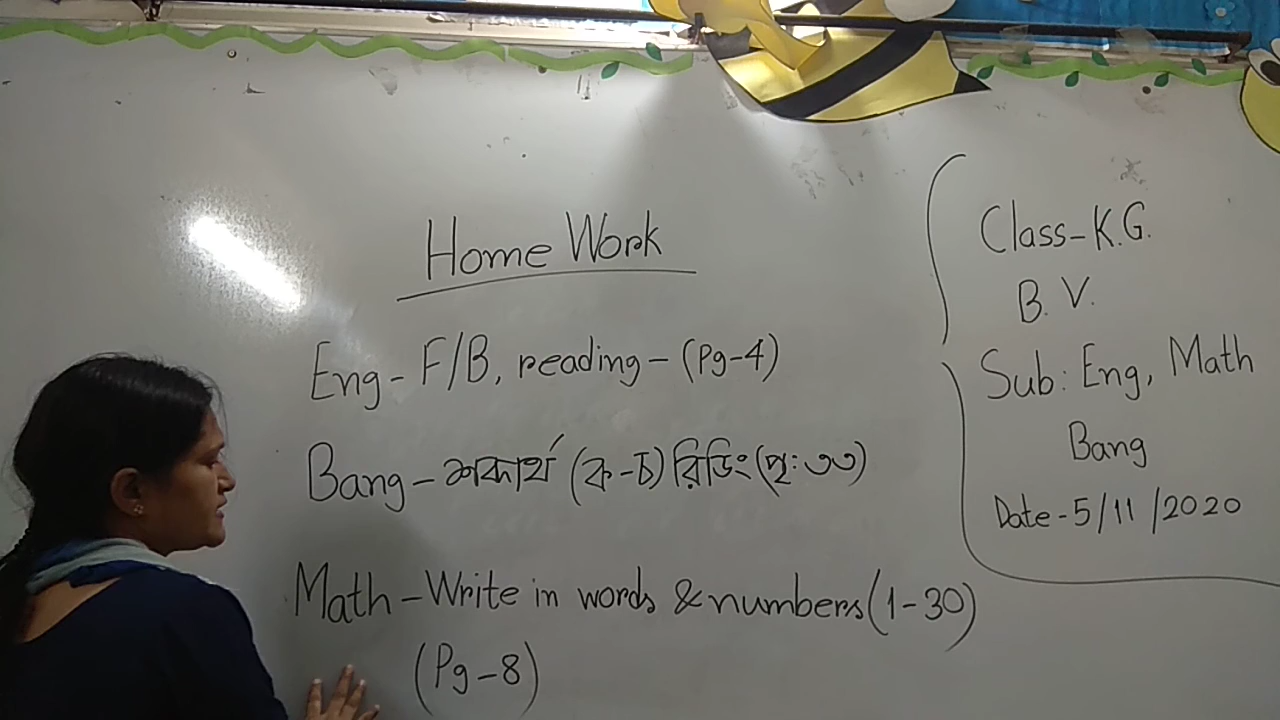 Home Work
Eng- F/B, reading - (Pg-4)
Bang - শব্দার্থ (ক-চ) রিডিং (পৃ: ৩৩)
Math - Write in words & numbers (1-30)
(Pg-8)
Class-K.G.
B.V.
Sub: Eng, Math
Bang
Date-5/11/2020